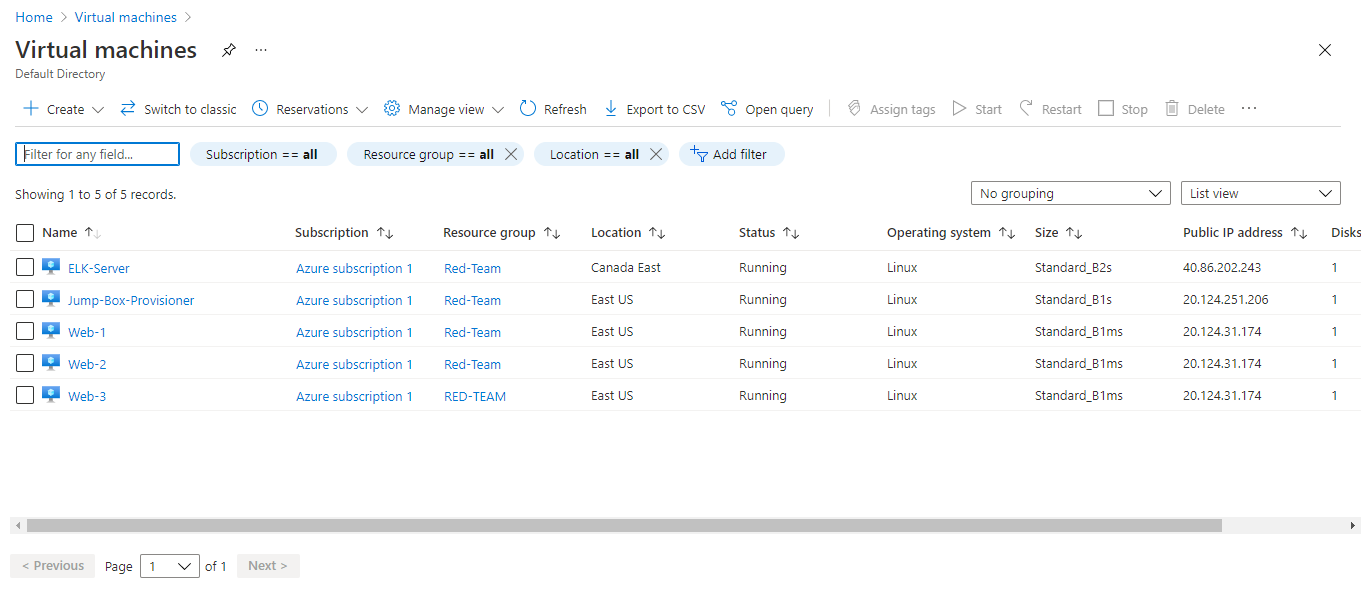 Home > Virtual machines >
Virtual machines ...
Default Directory
Create Switch to classic Reservations Manage view Refresh Export to CSV Open query Assign tags Start Restart Stop Delete ...
Filter for any field... Subscription == all Resource group == all Location == all Add filter
Showing 1 to 5 of 5 records. No grouping List view
Name Subscription Resource group Location Status Operating system Size Public IP address Disks
ELK-Server Azure subscription 1 Red-Team Canada East Running Linux Standard_B2s 40.86.202.243 1
Jump-Box-Provisioner Azure subscription 1 Red-Team East US Running Linux Standard_B1s 20.124.251.206 1
Web-1 Azure subscription 1 Red-Team East US Running Linux Standard_B1ms 20.124.31.174 1
Web-2 Azure subscription 1 Red-Team East US Running Linux Standard_B1ms 20.124.31.174 1
Web-3 Azure subscription 1 RED-TEAM East US Running Linux Standard_B1ms 20.124.31.174 1
< Previous Page 1 of 1 Next >